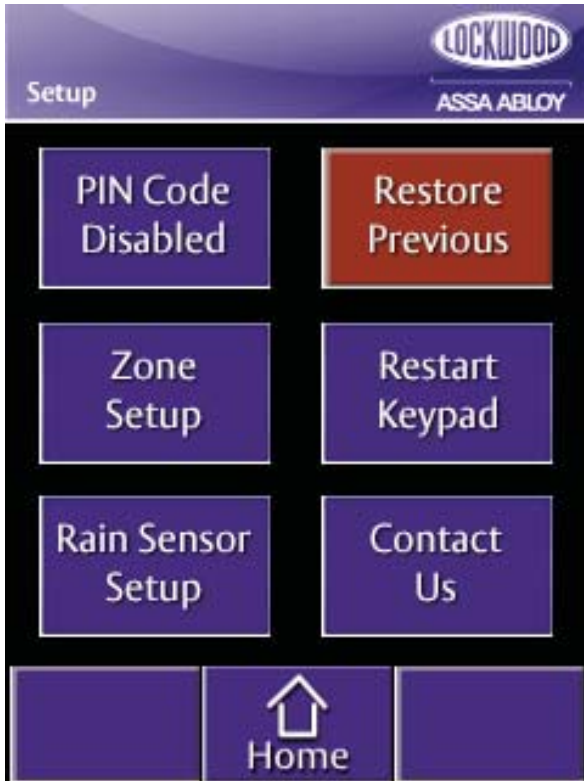 LOCKWOOD
Setup
ASSA ABLOY
PIN Code
Disabled
Restore
Previous
Zone
Setup
Restart
Keypad
Rain Sensor
Setup
Contact
Us
Home